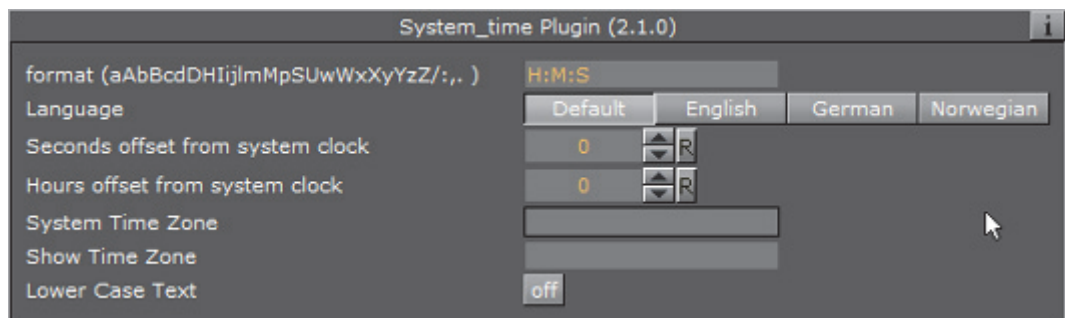 System_time Plugin (2.1.0) i
format (aAbBcdDHIijlmMpSUwWxXyYzZ/:,. ) H:M:S
Language Default English German Norwegian
Seconds offset from system clock 0 R
Hours offset from system clock 0 R
System Time Zone
Show Time Zone
Lower Case Text off